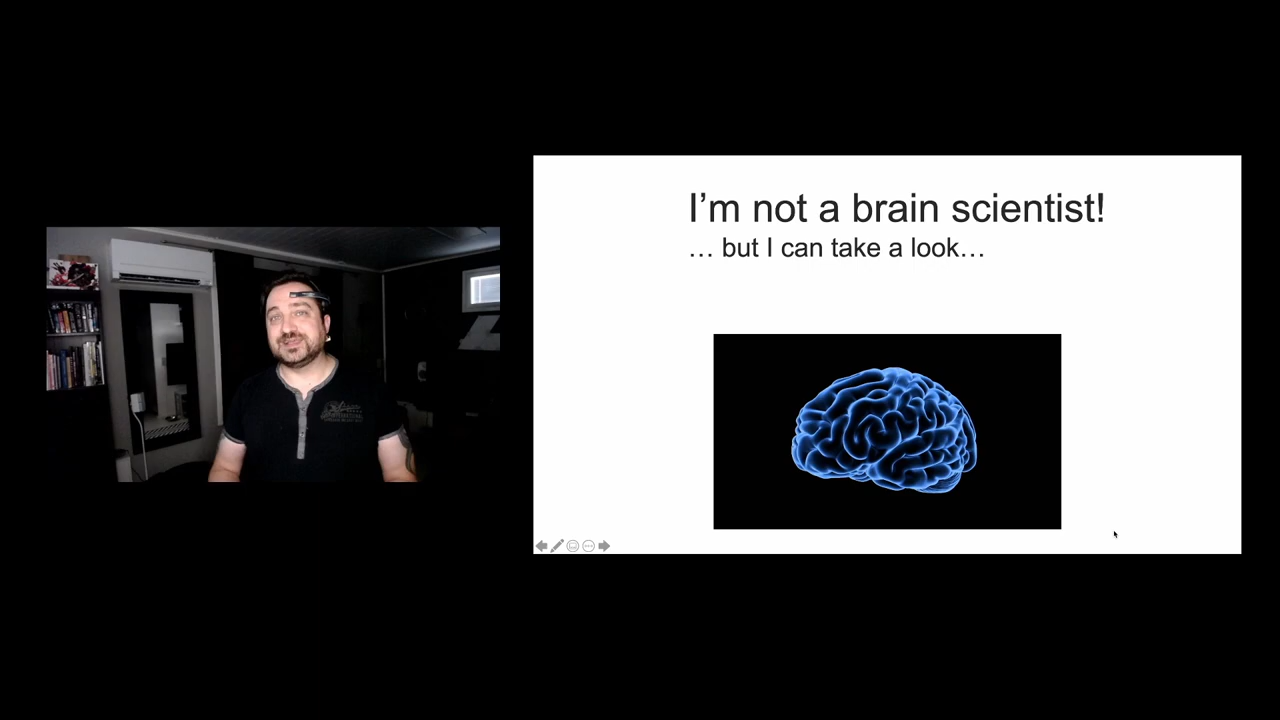 I’m not a brain scientist!
… but I can take a look…